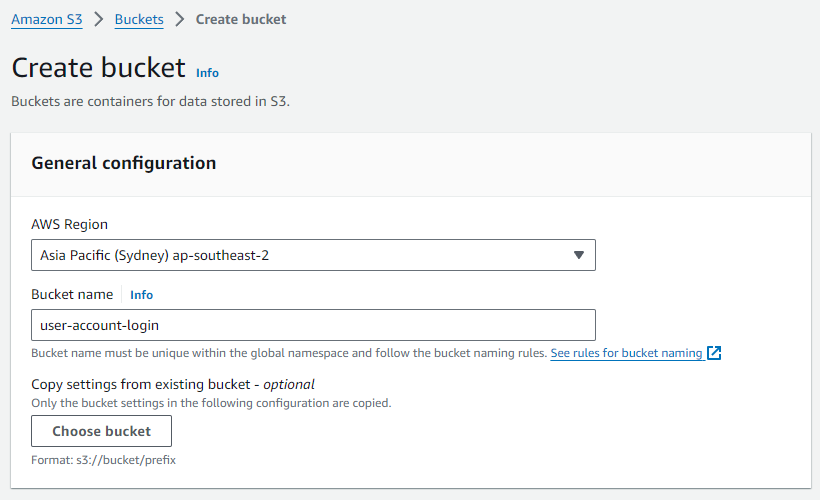 Amazon S3 > Buckets > Create bucket
Create bucket Info
Buckets are containers for data stored in S3.
General configuration
AWS Region
Asia Pacific (Sydney) ap-southeast-2
Bucket name Info
user-account-login
Bucket name must be unique within the global namespace and follow the bucket naming rules. See rules for bucket naming
Copy settings from existing bucket - optional
Only the bucket settings in the following configuration are copied.
Choose bucket
Format: s3://bucket/prefix